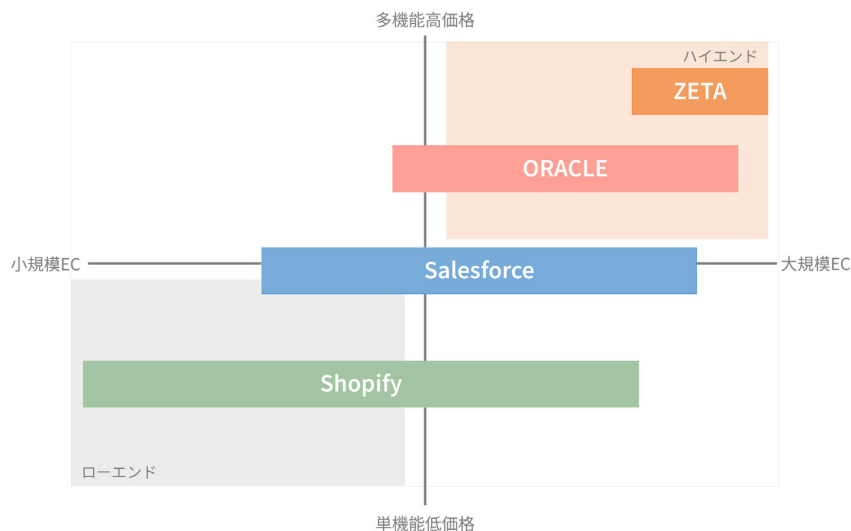 多機能高価格
ハイエンド
ZETA
ORACLE
小規模EC
Salesforce
大規模EC
Shopify
ローエンド
単機能低価格